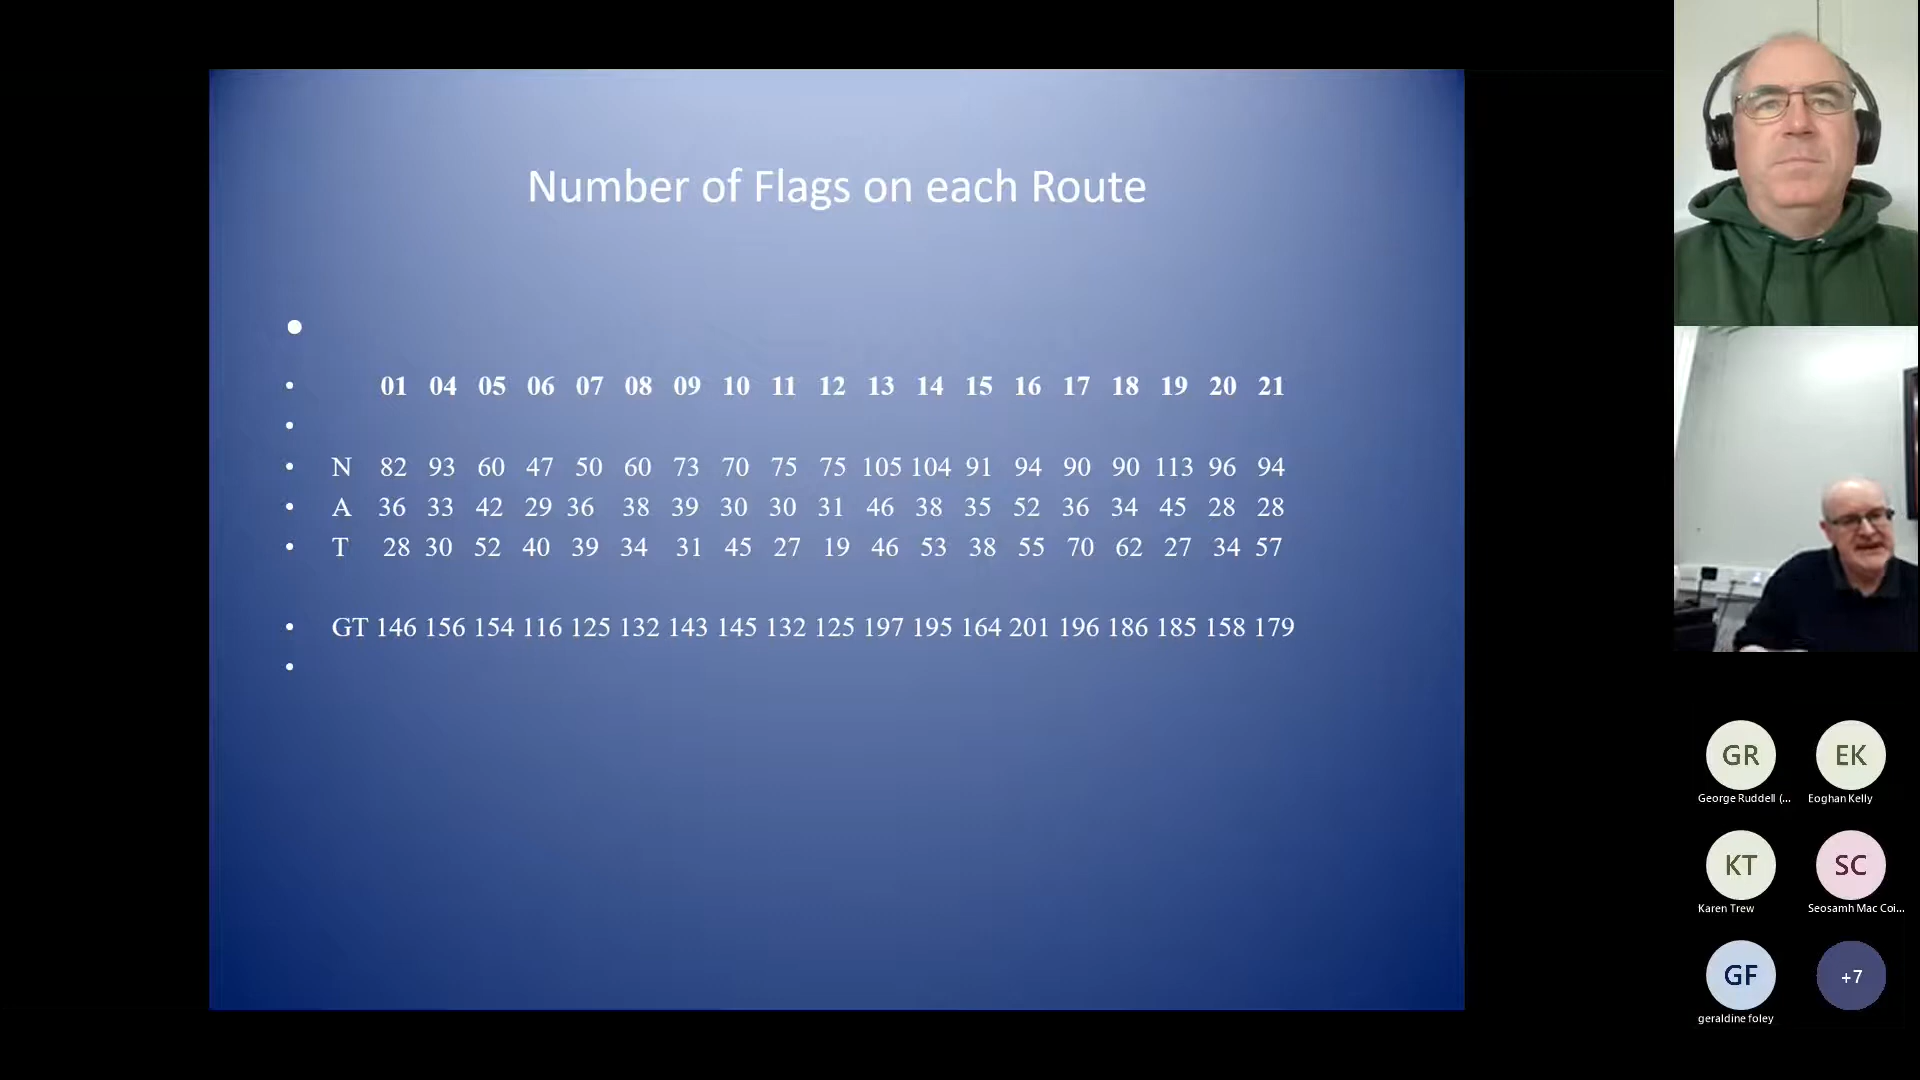 Number of Flags on each Route
01 04 05 06 07 08 09 10 11 12 13 14 15 16 17 18 19 20 21
N 82 93 60 47 50 60 73 70 75 75 105 104 91 94 90 90 113 96 94
A 36 33 42 29 36 38 39 30 30 31 46 38 35 52 36 34 45 28 28
T 28 30 52 40 39 34 31 45 27 19 46 53 38 55 70 62 27 34 57
GT 146 156 154 116 125 132 143 145 132 125 197 195 164 201 196 186 185 158 179
GR EK
George Ruddell (... Eoghan Kelly
KT SC
Karen Trew Seosamh Mac Coi...
GF +7
geraldine foley